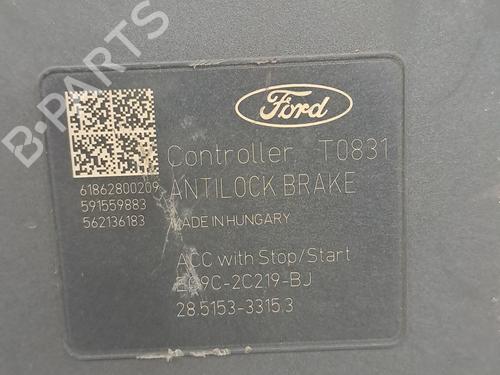 Ford
Controller T0831
ANTILOCK BRAKE
MADE IN HUNGARY
61862800209
591559883
562136183
ACC with Stop/Start
EG9C-2C219-BJ
28.5153-3315.3
B-PARTS